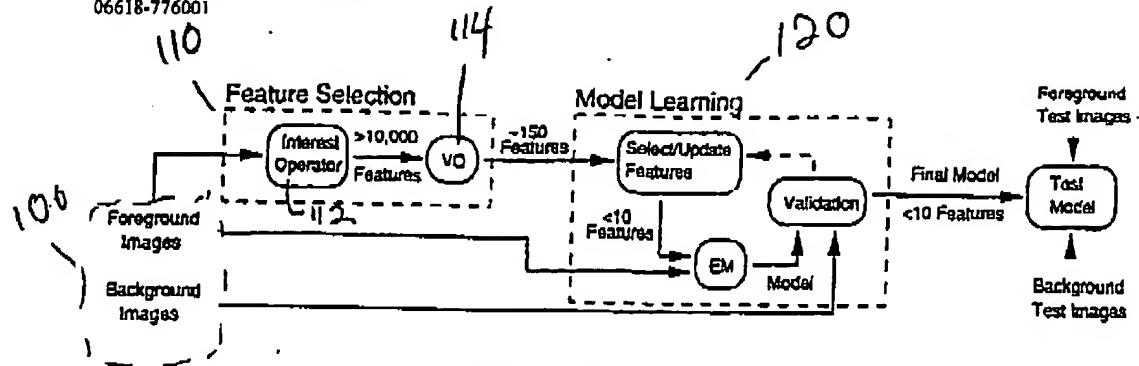 06618-776001
110
114
120
Feature Selection
Model Learning
Interest
Operator
>10,000
Features
VQ
~150
Features
Select/Update
Features
Validation
Final Model
<10 Features
Foreground
Test Images
Test
Model
Background
Test Images
112
100
Foreground
Images
Background
Images
<10
Features
EM
Model